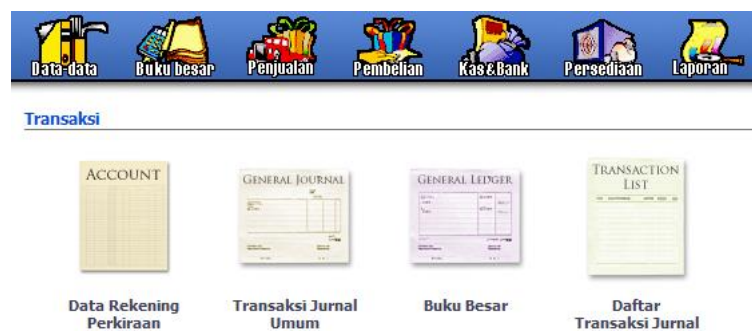 Data-data
Buku besar
Penjualan
Pembelian
Kas&Bank
Persediaan
Laporan
Transaksi
ACCOUNT
GENERAL JOURNAL
GENERAL LEDGER
TRANSACTION
LIST
Data Rekening
Perkiraan
Transaksi Jurnal
Umum
Buku Besar
Daftar
Transaksi Jurnal